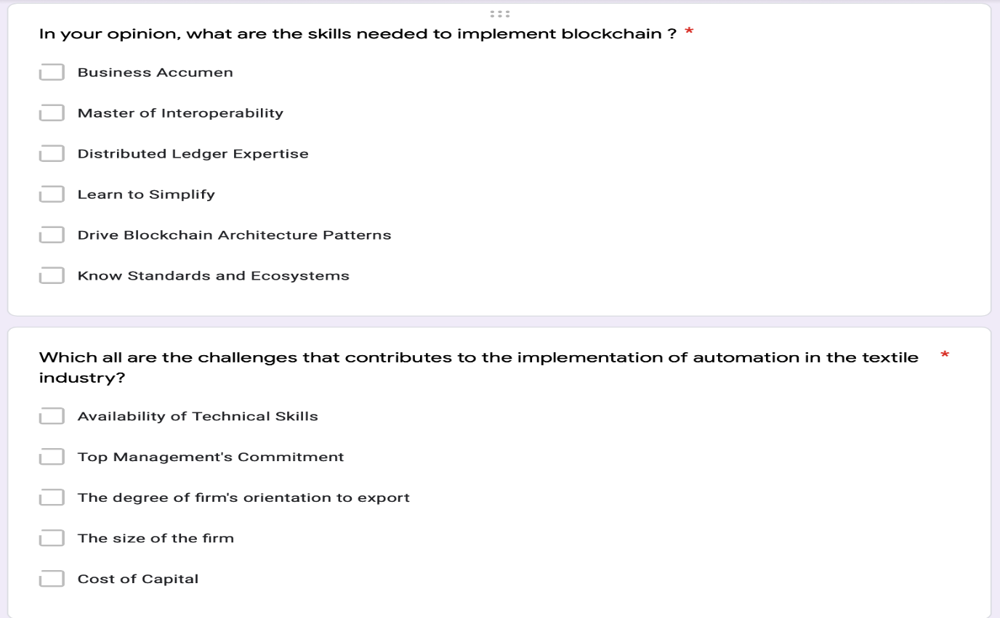 In your opinion, what are the skills needed to implement blockchain ? *
Business Accumen
Master of Interoperability
Distributed Ledger Expertise
Learn to Simplify
Drive Blockchain Architecture Patterns
Know Standards and Ecosystems
Which all are the challenges that contributes to the implementation of automation in the textile *
industry?
Availability of Technical Skills
Top Management's Commitment
The degree of firm's orientation to export
The size of the firm
Cost of Capital